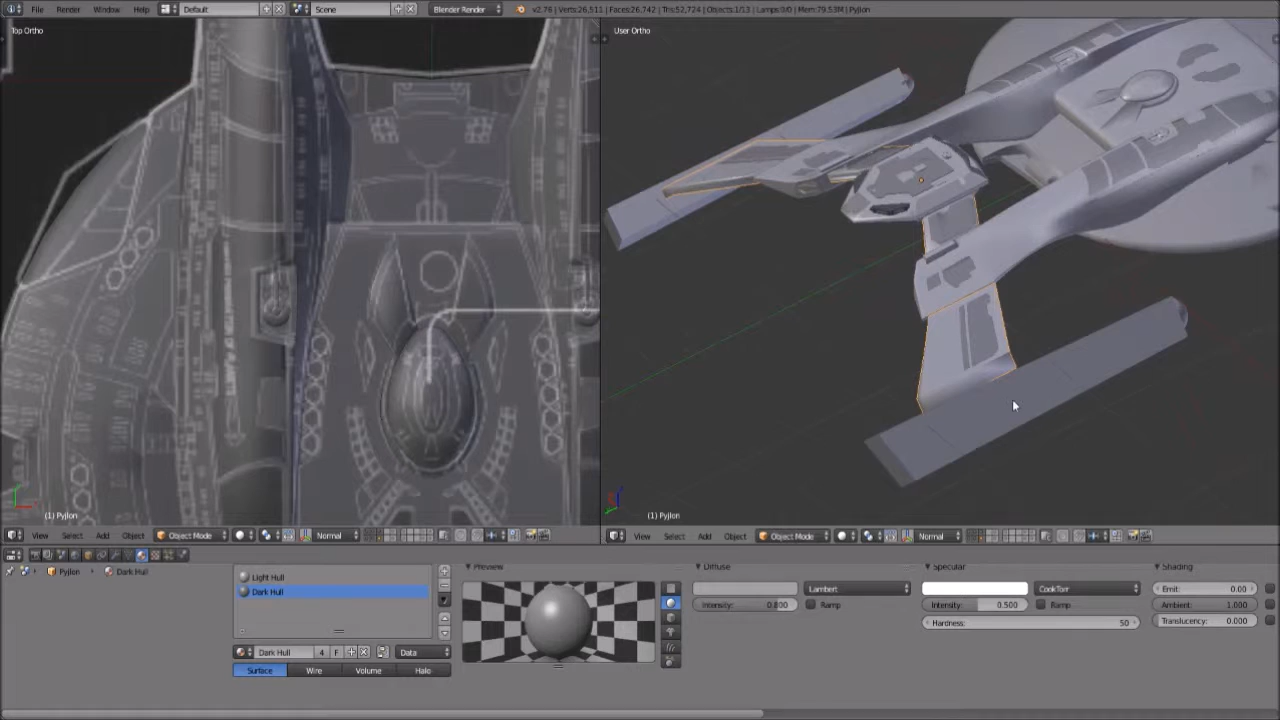 File Render Window Help Default Scene Blender Render v2.76 | Verts:26,511 | Faces:26,742 | Tris:52,724 | Objects:1/13 | Lamps:0/0 | Mem:79.53M | Pyjlon
Top Ortho
User Ortho
(1) Pyjlon
(1) Pyjlon
View Select Add Object Object Mode Normal
View Select Add Object Object Mode Normal
Pyjlon Dark Hull
Light Hull
Dark Hull
Dark Hull 4 F Data
Surface Wire Volume Halo
Preview
Diffuse
Lambert
Intensity: 0.800 Ramp
Specular
CookTorr
Intensity: 0.500 Ramp
Hardness: 50
Shading
Emit: 0.00
Ambient: 1.000
Translucency: 0.000